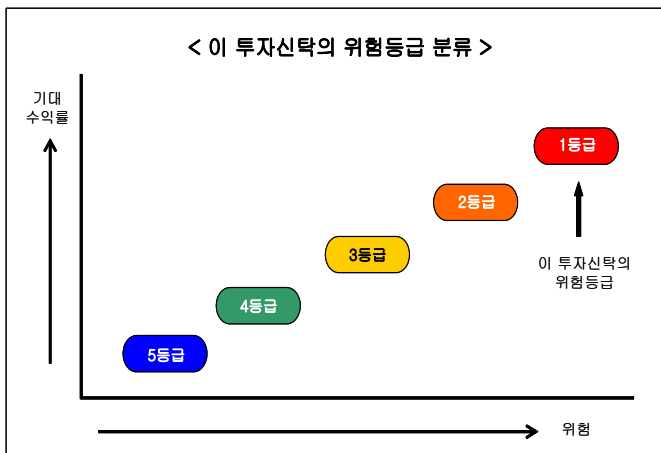 < 이 투자신탁의 위험등급 분류 >
기대
수익률
1등급
2등급
3등급
이 투자신탁의
위험등급
4등급
5등급
위험